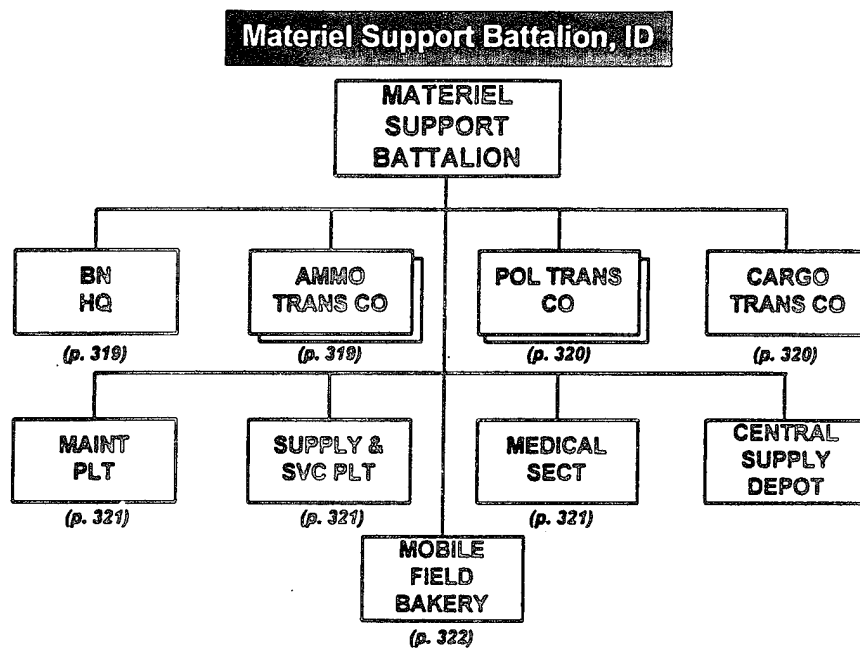 Materiel Support Battalion, ID
MATERIEL
SUPPORT
BATTALION
BN
HQ
(p. 319)
AMMO
TRANS CO
(p. 319)
POL TRANS
CO
(p. 320)
CARGO
TRANS CO
(p. 320)
MAINT
PLT
(p. 321)
SUPPLY &
SVC PLT
(p. 321)
MEDICAL
SECT
(p. 321)
CENTRAL
SUPPLY
DEPOT
MOBILE
FIELD
BAKERY
(p. 322)